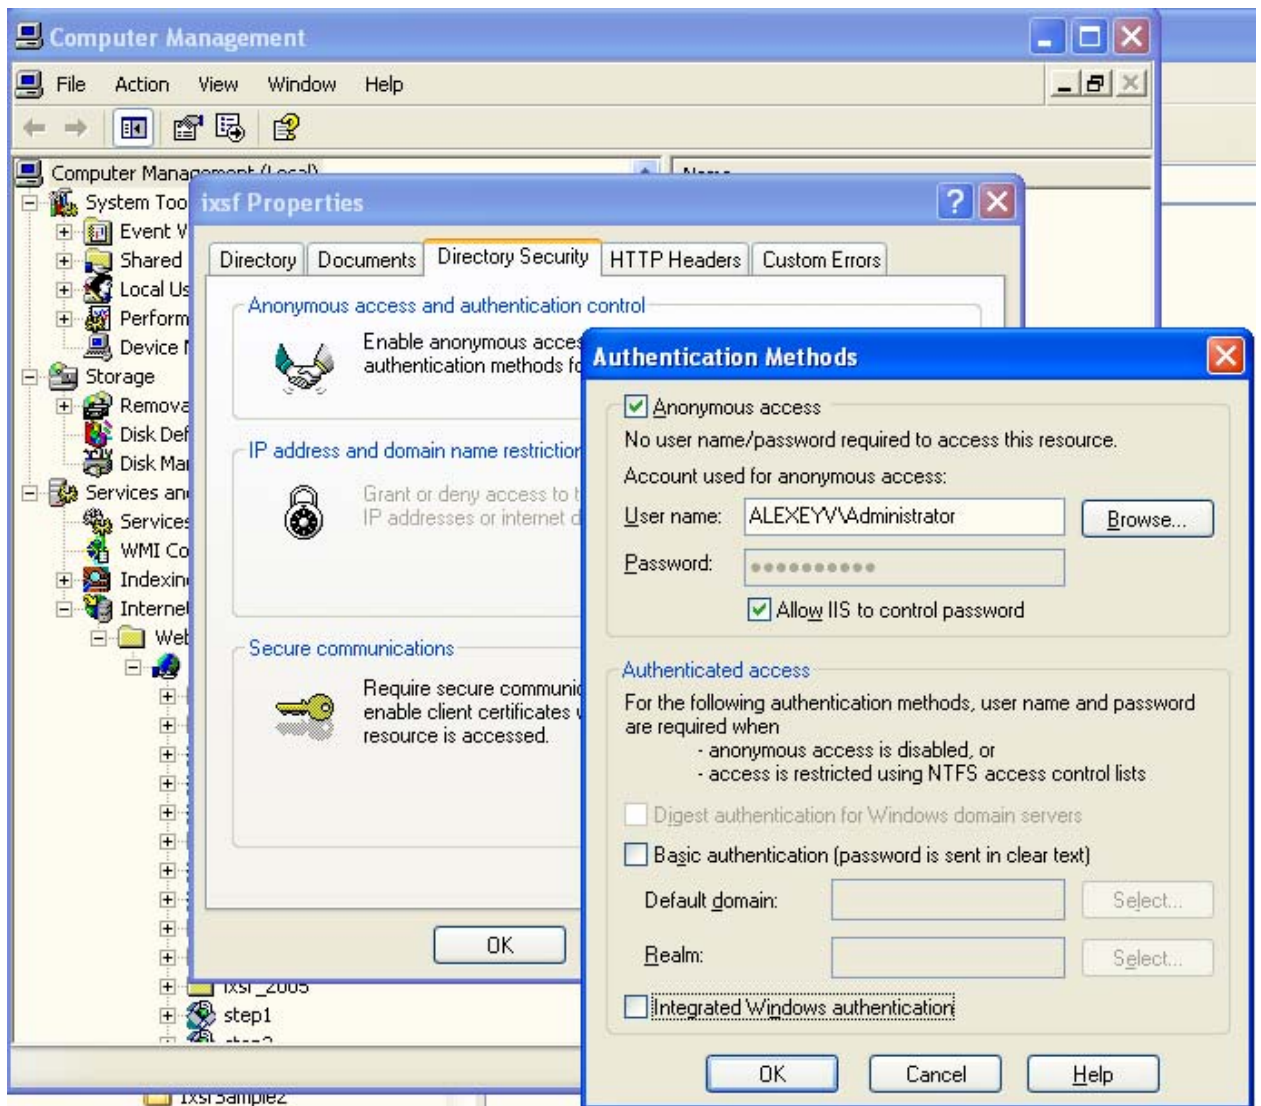 Computer Management
File Action View Window Help
Computer Management (Local)
Name
System Too
Event V
Shared
Local Us
Perform
Device
Storage
Remova
Disk Def
Disk Mar
Services an
Services
WMI Co
Indexin
Internet
Web
ixsf_2005
step1
ixsf Properties
Directory Documents Directory Security HTTP Headers Custom Errors
Anonymous access and authentication control
Enable anonymous acces
authentication methods fo
IP address and domain name restriction
Grant or deny access to t
IP addresses or internet d
Secure communications
Require secure communic
enable client certificates
resource is accessed.
OK
Authentication Methods
Anonymous access
No user name/password required to access this resource.
Account used for anonymous access:
User name: ALEXEYV\Administrator Browse...
Password:
Allow IIS to control password
Authenticated access
For the following authentication methods, user name and password
are required when
- anonymous access is disabled, or
- access is restricted using NTFS access control lists
Digest authentication for Windows domain servers
Basic authentication (password is sent in clear text)
Default domain: Select...
Realm: Select...
Integrated Windows authentication
OK Cancel Help